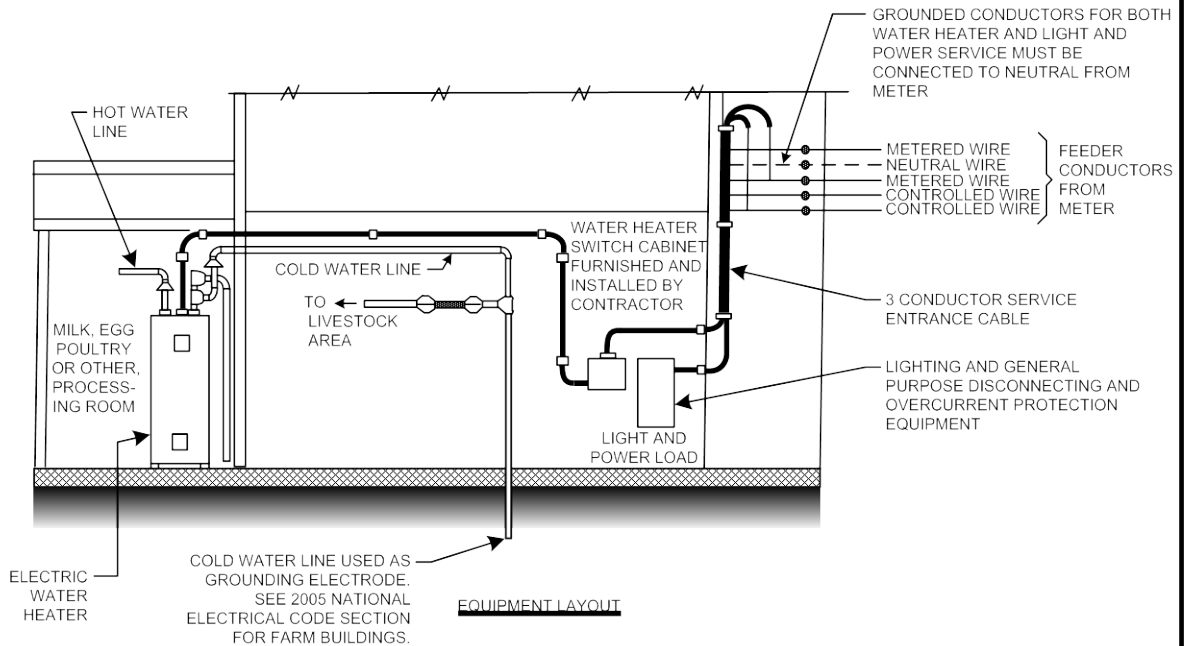 GROUNDED CONDUCTORS FOR BOTH
WATER HEATER AND LIGHT AND
POWER SERVICE MUST BE
CONNECTED TO NEUTRAL FROM
METER
HOT WATER
LINE
METERED WIRE
NEUTRAL WIRE
METERED WIRE
CONTROLLED WIRE
CONTROLLED WIRE
FEEDER
CONDUCTORS
FROM
METER
WATER HEATER
SWITCH CABINET
FURNISHED AND
INSTALLED BY
CONTRACTOR
COLD WATER LINE
TO
LIVESTOCK
AREA
3 CONDUCTOR SERVICE
ENTRANCE CABLE
MILK, EGG
POULTRY
OR OTHER,
PROCESS-
ING ROOM
LIGHTING AND GENERAL
PURPOSE DISCONNECTING AND
OVERCURRENT PROTECTION
EQUIPMENT
LIGHT AND
POWER LOAD
ELECTRIC
WATER
HEATER
COLD WATER LINE USED AS
GROUNDING ELECTRODE.
SEE 2005 NATIONAL
ELECTRICAL CODE SECTION
FOR FARM BUILDINGS.
EQUIPMENT LAYOUT